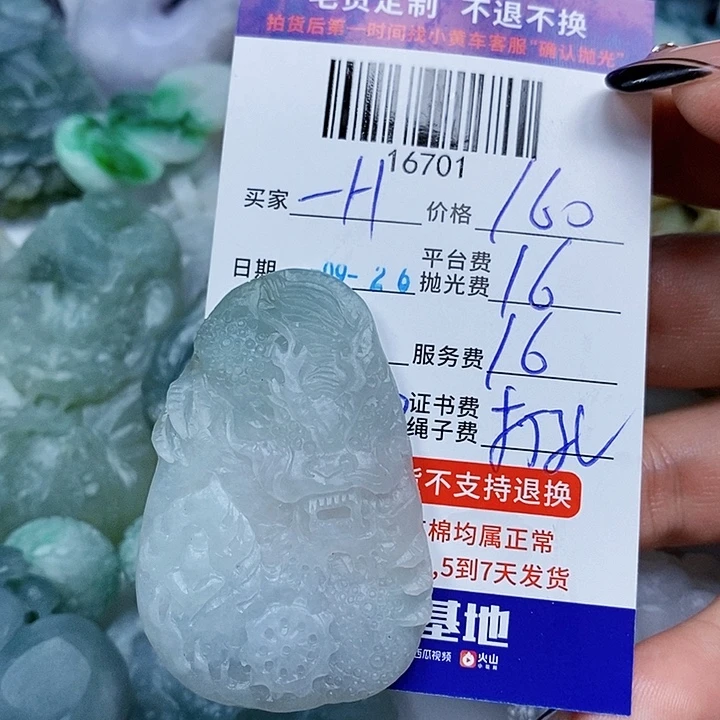 毛货定制 不退不换
拍货后第一时间找小黄车客服"确认抛光"
16701
买家 一H 价格 160
日期 09-26 平台费 抛光费 16
服务费 16
证书费 绳子费 打孔
不支持退换
棉均属正常
,5到7天发货
基地
西瓜视频 火山